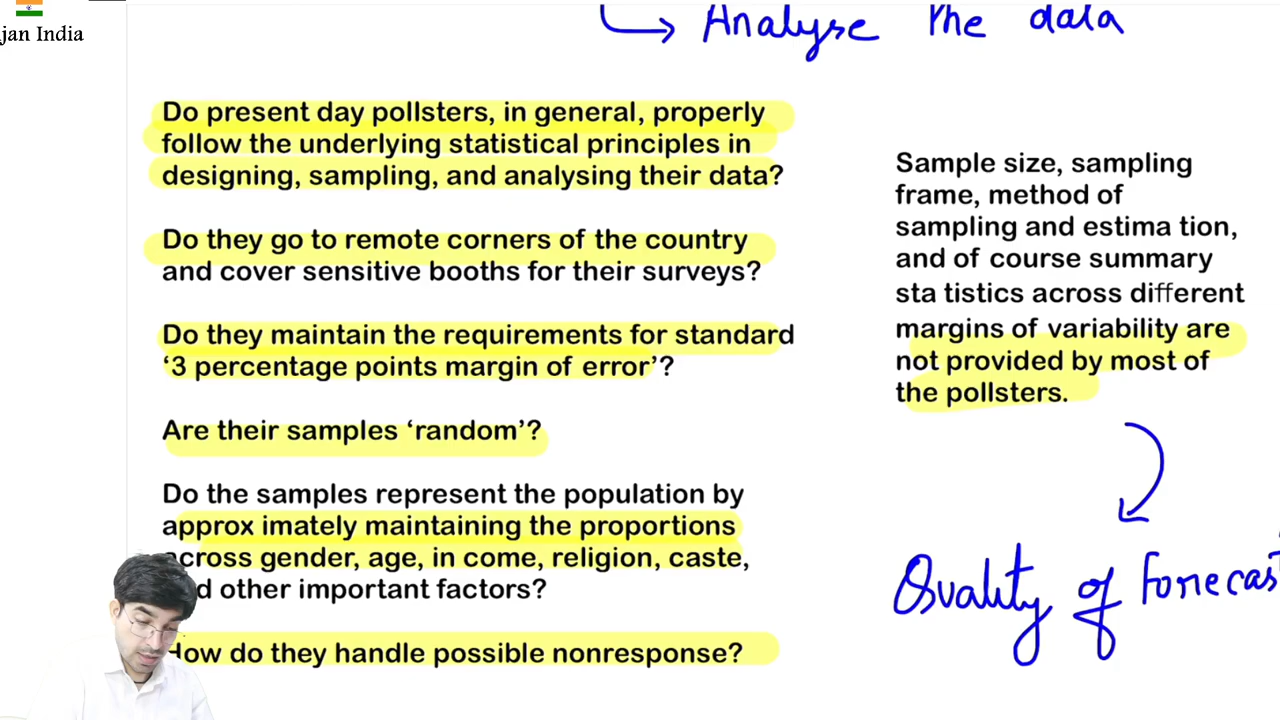 jan India
Analyse the data
Do present day pollsters, in general, properly
follow the underlying statistical principles in
designing, sampling, and analysing their data?
Do they go to remote corners of the country
and cover sensitive booths for their surveys?
Do they maintain the requirements for standard
‘3 percentage points margin of error’?
Are their samples ‘random’?
Do the samples represent the population by
approx imately maintaining the proportions
across gender, age, in come, religion, caste,
and other important factors?
How do they handle possible nonresponse?
Sample size, sampling
frame, method of
sampling and estima tion,
and of course summary
sta tistics across different
margins of variability are
not provided by most of
the pollsters.
Quality of Forecast